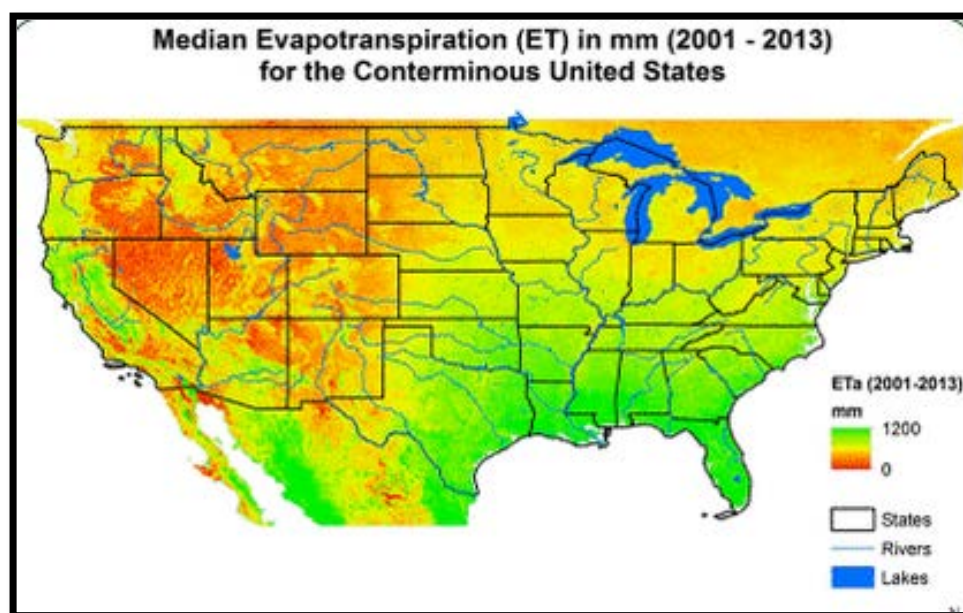 Median Evapotranspiration (ET) in mm (2001 - 2013)
for the Conterminous United States
ETa (2001-2013)
mm
1200
0
States
Rivers
Lakes